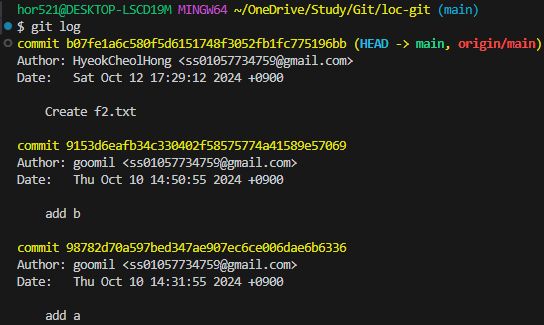 hor521@DESKTOP-LSCD19M MINGW64 ~/OneDrive/Study/Git/loc-git (main)
$ git log
commit b07fe1a6c580f5d6151748f3052fb1fc775196bb (HEAD -> main, origin/main)
Author: HyeokCheolHong <ss01057734759@gmail.com>
Date:   Sat Oct 12 17:29:12 2024 +0900
    Create f2.txt
commit 9153d6eafb34c330402f58575774a41589e57069
Author: goomil <ss01057734759@gmail.com>
Date:   Thu Oct 10 14:50:55 2024 +0900
    add b
commit 98782d70a597bed347ae907ec6ce006dae6b6336
Author: goomil <ss01057734759@gmail.com>
Date:   Thu Oct 10 14:31:55 2024 +0900
    add a